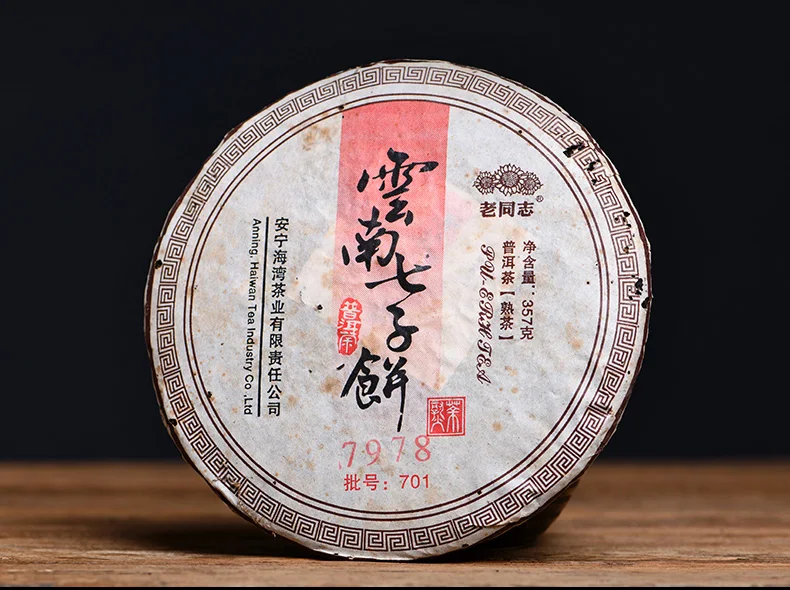 雲南七子餅
普洱茶
熟茶
7978
批号：701
老同志®
净含量：357克
普洱茶【熟茶】
PU-ERH TEA
安宁海湾茶业有限责任公司
Anning. Haiwan Tea Industry Co .,Ltd